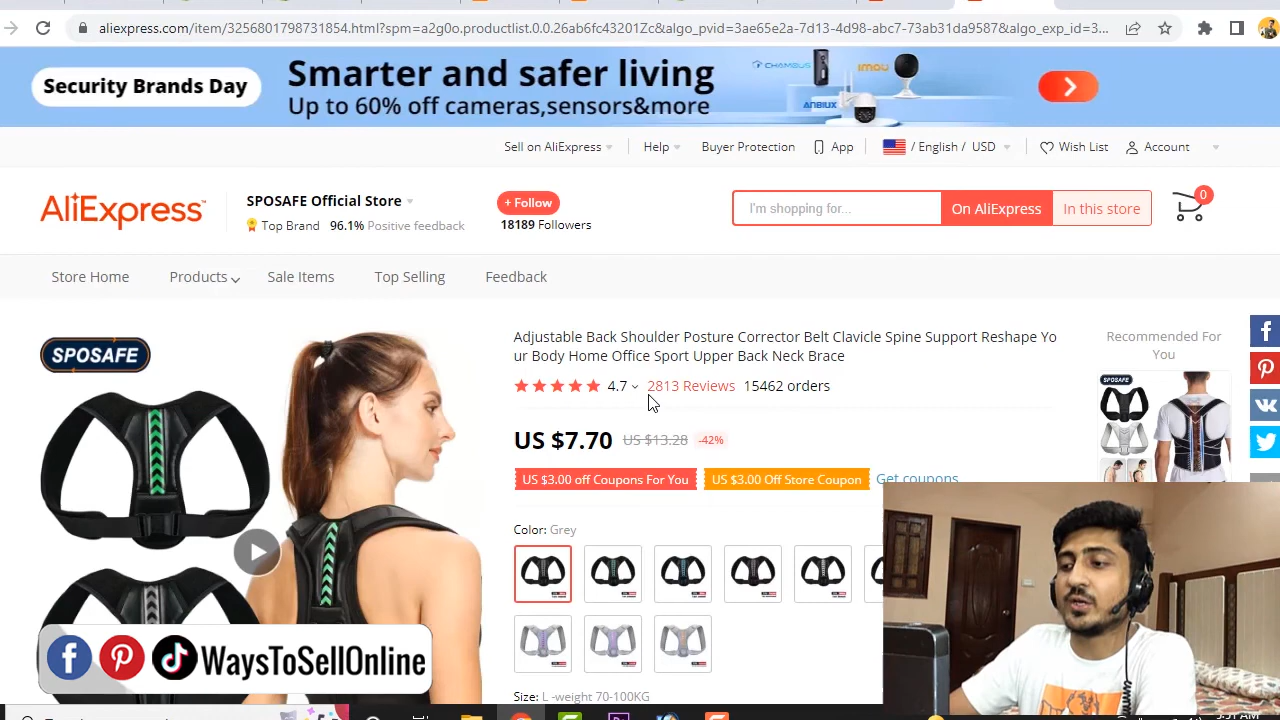 aliexpress.com/item/3256801798731854.html?spm=a2g0o.productlist.0.0.26ab6fc43201Zc&algo_pvid=3ae65e2a-7d13-4d98-abc7-73ab31da9587&algo_exp_id=3...
Security Brands Day
Smarter and safer living
Up to 60% off cameras,sensors&more
CHAMOUS
imou
ANBIUX
Sell on AliExpress
Help
Buyer Protection
App
/ English / USD
Wish List
Account
AliExpress
SPOSAFE Official Store
Top Brand 96.1% Positive feedback
+ Follow
18189 Followers
I'm shopping for...
On AliExpress
In this store
0
Store Home
Products
Sale Items
Top Selling
Feedback
SPOSAFE
Adjustable Back Shoulder Posture Corrector Belt Clavicle Spine Support Reshape Yo
ur Body Home Office Sport Upper Back Neck Brace
4.7
2813 Reviews
15462 orders
US $7.70 US $13.28 -42%
US $3.00 off Coupons For You
US $3.00 Off Store Coupon
Get coupons
Color: Grey
Size: L -weight 70-100KG
Recommended For
You
SPOSAFE
WaysToSellOnline